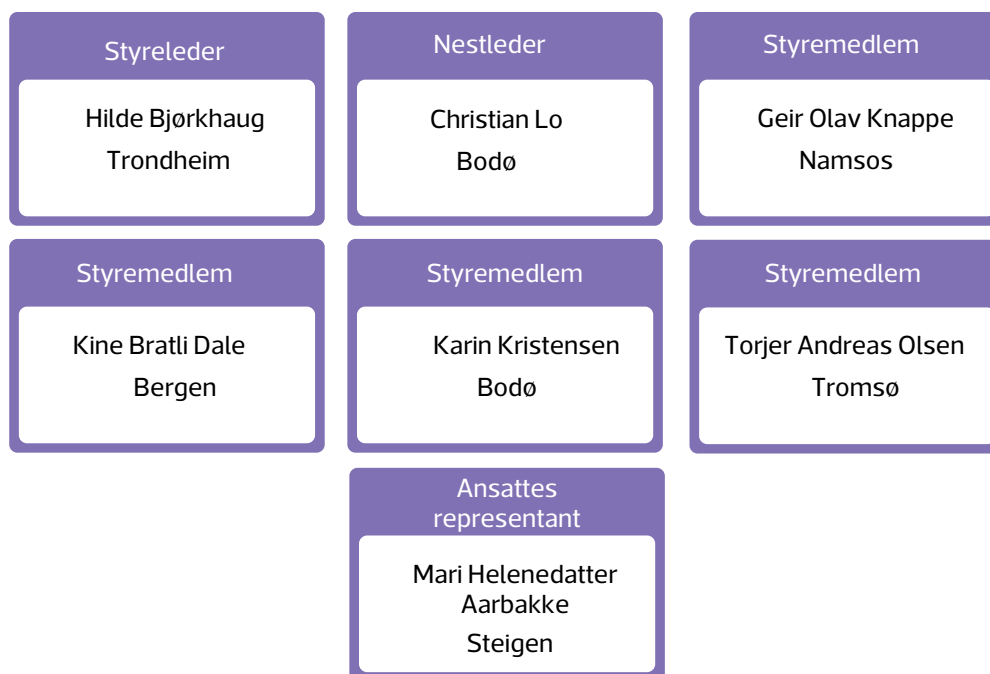 Styreleder
Hilde Bjørkhaug
Trondheim
Nestleder
Christian Lo
Bodø
Styremedlem
Geir Olav Knappe
Namsos
Styremedlem
Kine Bratli Dale
Bergen
Styremedlem
Karin Kristensen
Bodø
Styremedlem
Torjer Andreas Olsen
Tromsø
Ansattes
representant
Mari Helenedatter
Aarbakke
Steigen